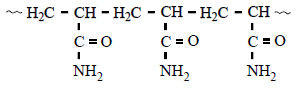 ~ H₂C – CH – H₂C – CH – H₂C – CH ~
C = O C = O C = O
NH₂ NH₂ NH₂